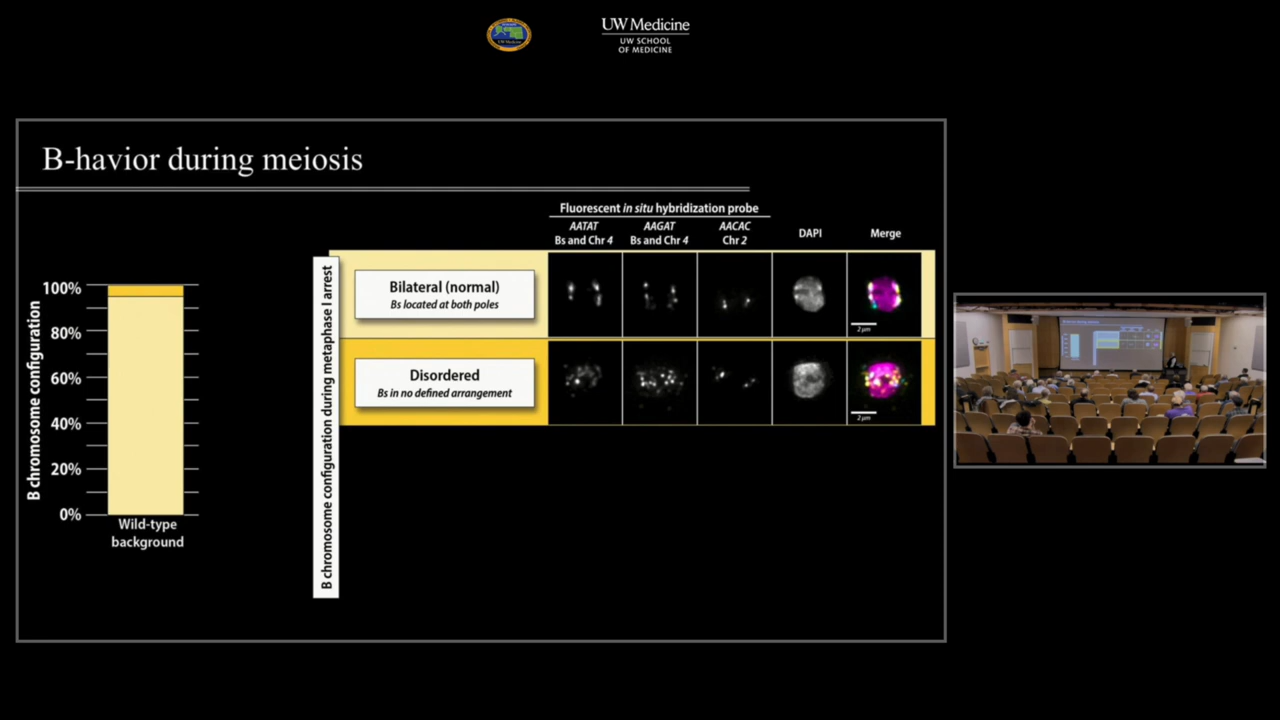 UW Medicine
UW SCHOOL
OF MEDICINE
B-havior during meiosis
Fluorescent in situ hybridization probe
AATAT
Bs and Chr 4
AAGAT
Bs and Chr 4
AACAC
Chr 2
DAPI
Merge
B chromosome configuration
100%
80%
60%
40%
20%
0%
Wild-type
background
B chromosome configuration during metaphase I arrest
Bilateral (normal)
Bs located at both poles
2 μm
Disordered
Bs in no defined arrangement
2 μm